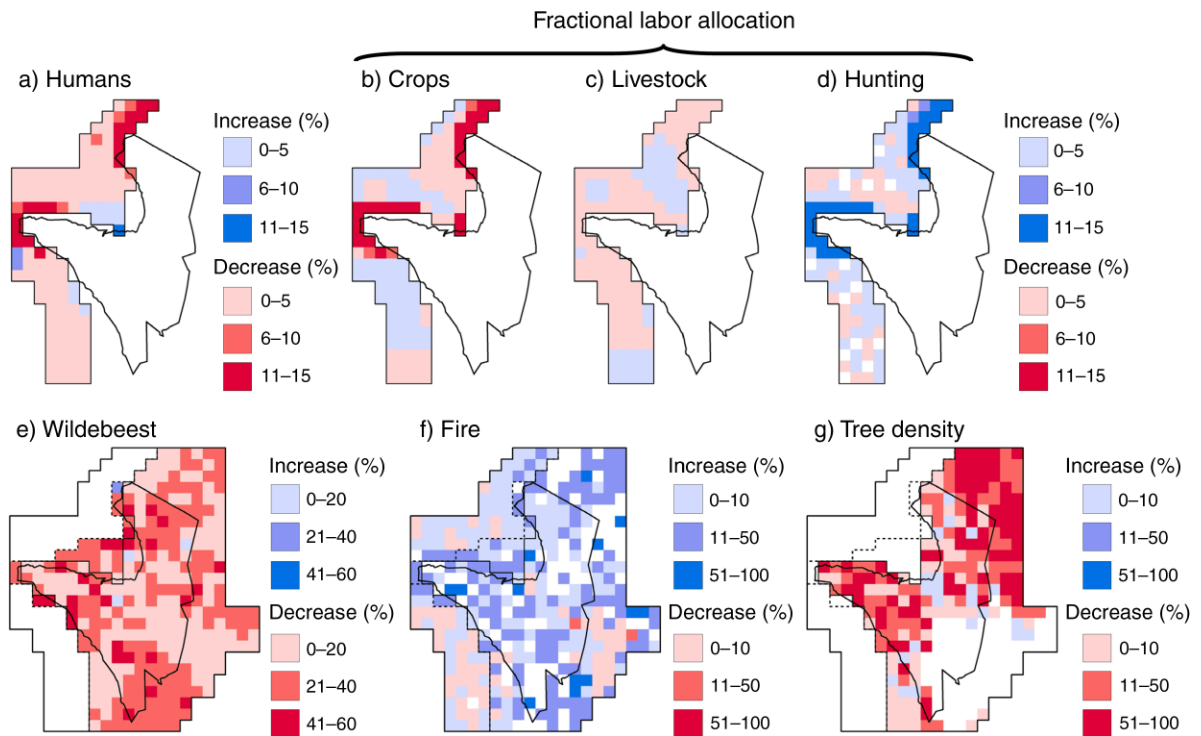 Fractional labor allocation
a) Humans
b) Crops
c) Livestock
d) Hunting
Increase (%)
0–5
6–10
11–15
Decrease (%)
0–5
6–10
11–15
Increase (%)
0–5
6–10
11–15
Decrease (%)
0–5
6–10
11–15
e) Wildebeest
f) Fire
g) Tree density
Increase (%)
0–20
21–40
41–60
Decrease (%)
0–20
21–40
41–60
Increase (%)
0–10
11–50
51–100
Decrease (%)
0–10
11–50
51–100
Increase (%)
0–10
11–50
51–100
Decrease (%)
0–10
11–50
51–100